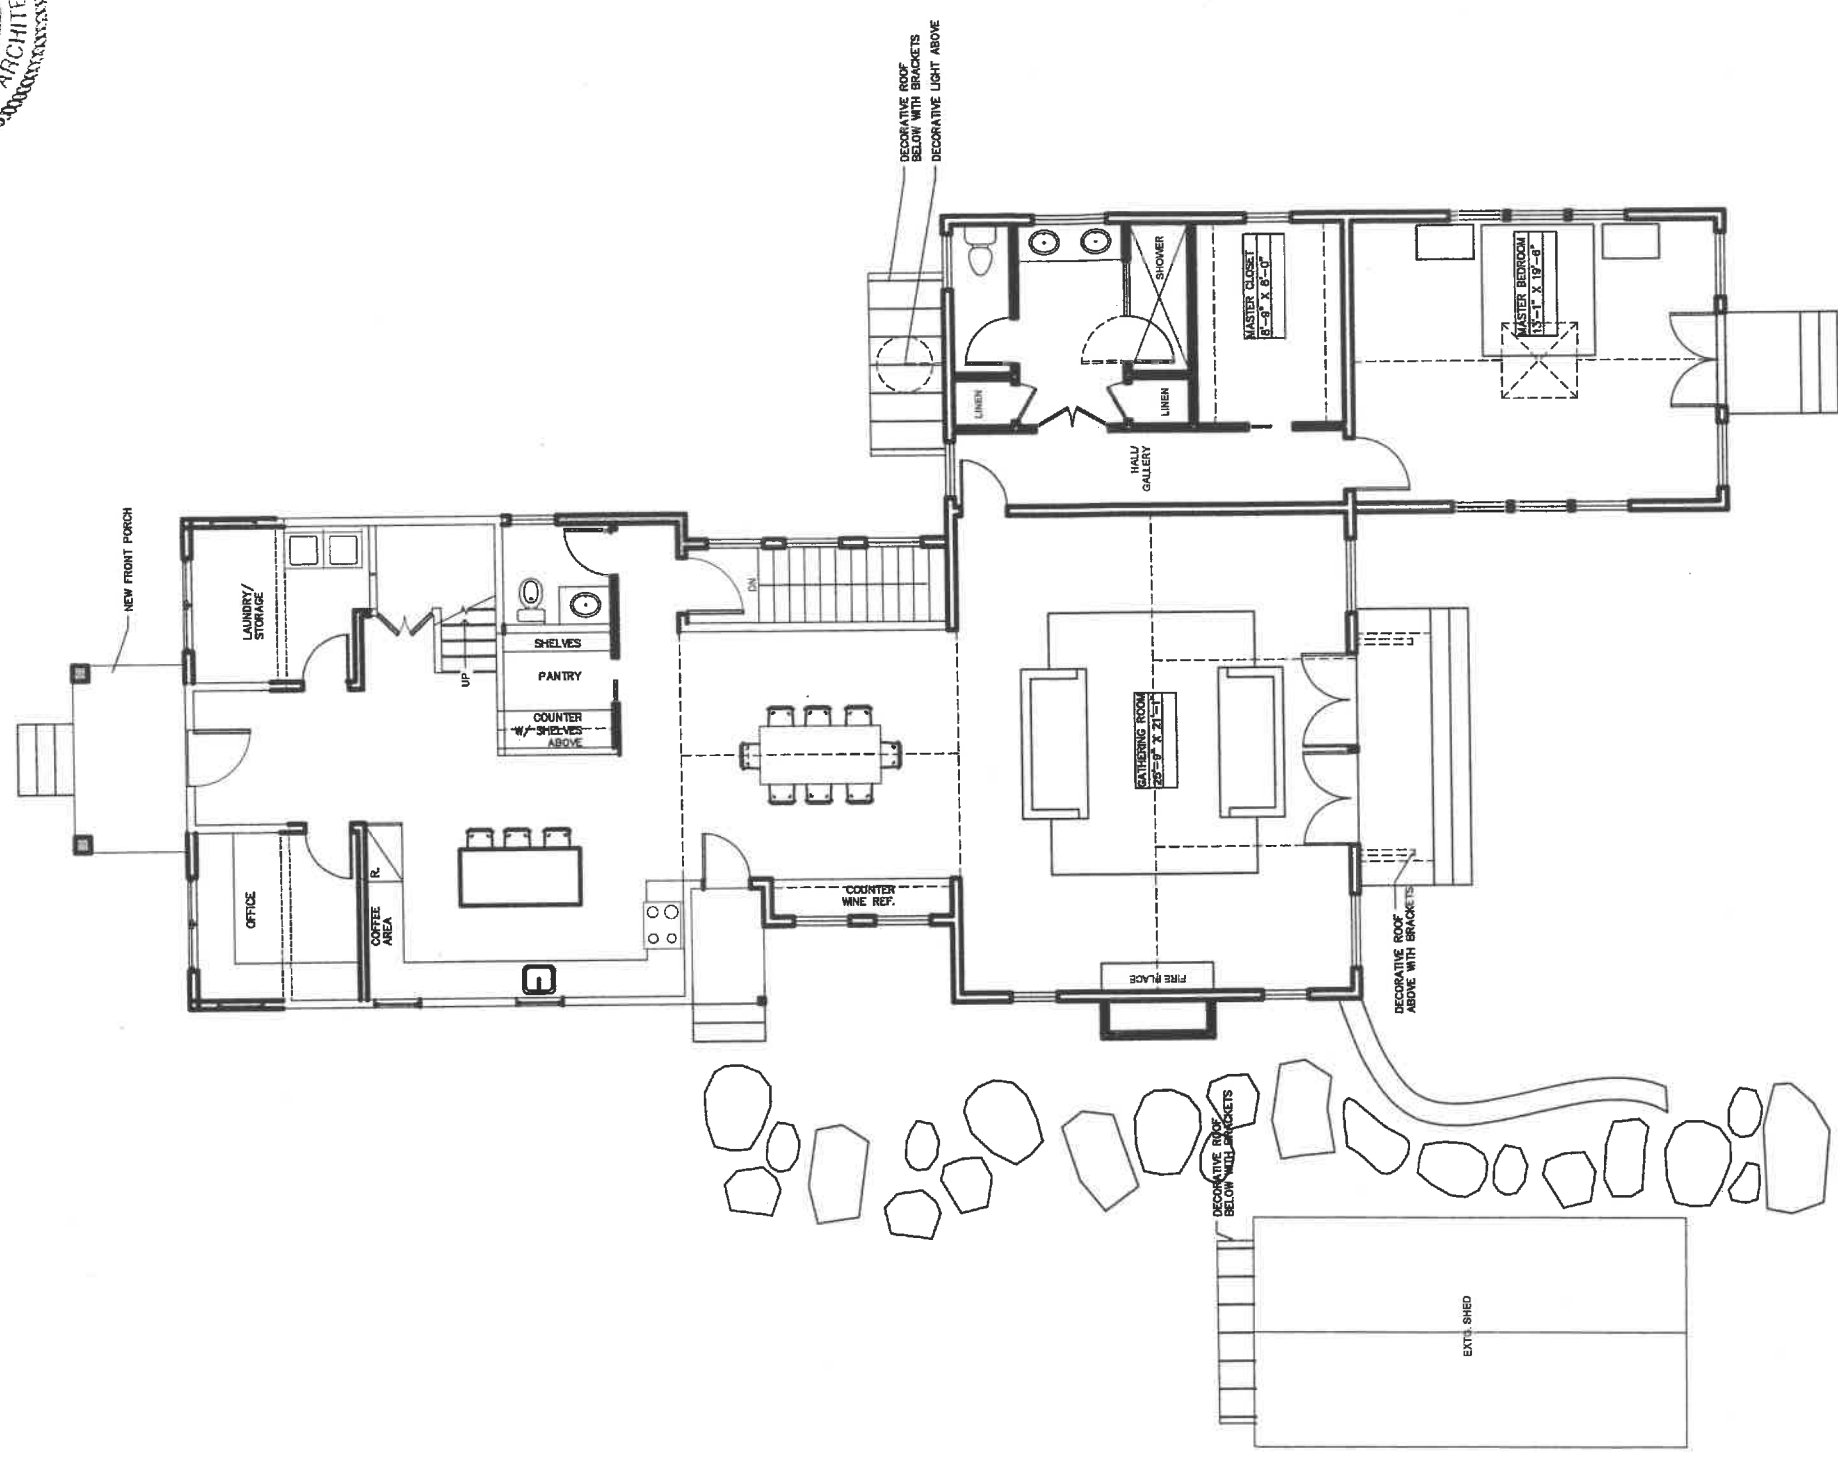 ARCHITE
NEW FRONT PORCH
DECORATIVE ROOF
BELOW WITH BRACKETS
DECORATIVE LIGHT ABOVE
LAUNDRY/
STORAGE
OFFICE
COFFEE
AREA
R.
UP
SHELVES
PANTRY
COUNTER
W/ SHELVES
ABOVE
DN
COUNTER
WINE REF.
LINEN
LINEN
SHOWER
HALL/
GALLERY
MASTER CLOSET
8'-9" X 8'-0"
MASTER BEDROOM
13'-1" X 19'-6"
GATHERING ROOM
25'-9" X 21'-1"
FIRE PLACE
DECORATIVE ROOF
ABOVE WITH BRACKETS
DECORATIVE ROOF
BELOW WITH BRACKETS
EXTG. SHED